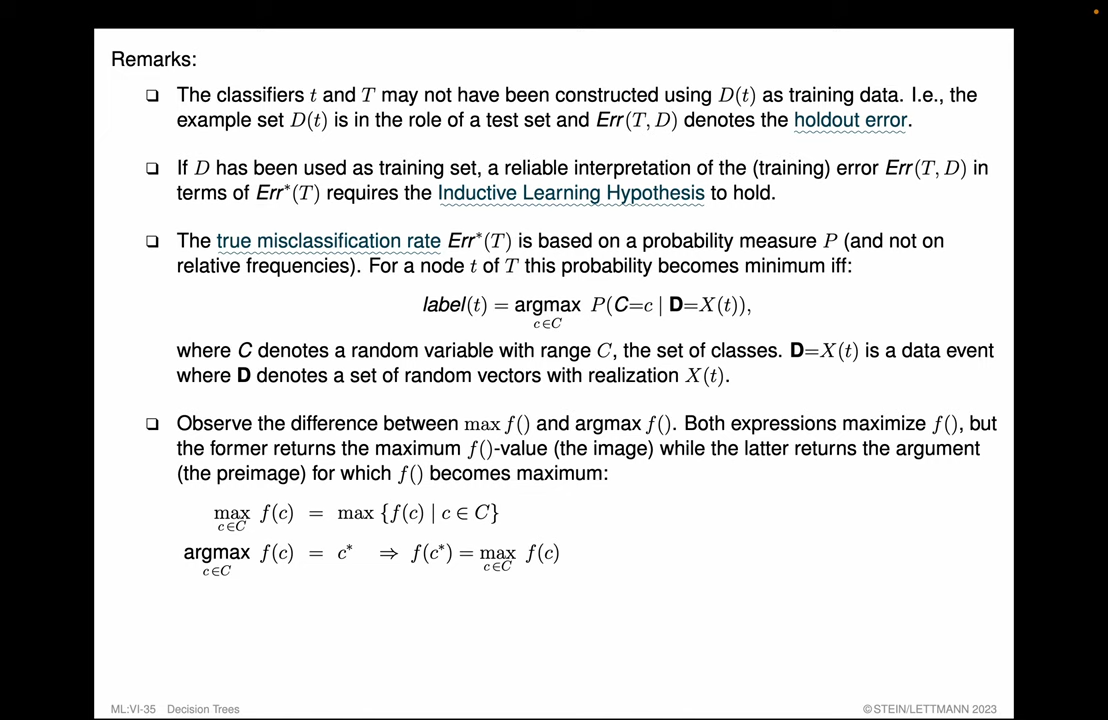 Remarks:
❑ The classifiers t and T may not have been constructed using D(t) as training data. I.e., the
example set D(t) is in the role of a test set and Err(T, D) denotes the holdout error.
❑ If D has been used as training set, a reliable interpretation of the (training) error Err(T, D) in
terms of Err*(T) requires the Inductive Learning Hypothesis to hold.
❑ The true misclassification rate Err*(T) is based on a probability measure P (and not on
relative frequencies). For a node t of T this probability becomes minimum iff:
label(t) = argmax P(C=c | D=X(t)),
c∈C
where C denotes a random variable with range C, the set of classes. D=X(t) is a data event
where D denotes a set of random vectors with realization X(t).
❑ Observe the difference between max f() and argmax f(). Both expressions maximize f(), but
the former returns the maximum f()-value (the image) while the latter returns the argument
(the preimage) for which f() becomes maximum:
max f(c) = max {f(c) | c ∈ C}
c∈C
argmax f(c) = c* ⇒ f(c*) = max f(c)
c∈C c∈C
ML:VI-35 Decision Trees ©STEIN/LETTMANN 2023